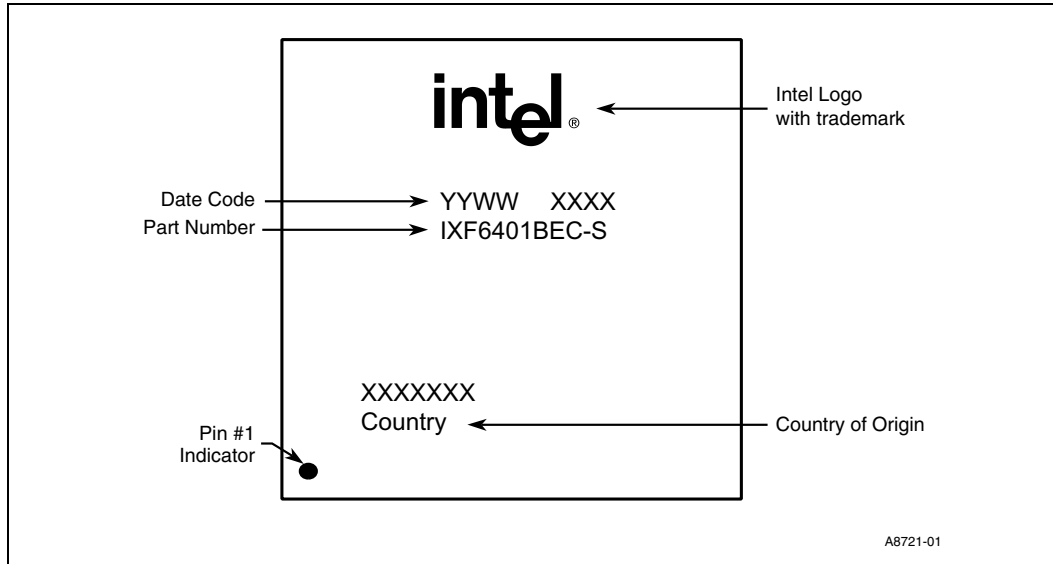 intel®
Intel Logo
with trademark
Date Code
YYWW XXXX
Part Number
IXF6401BEC-S
XXXXXXX
Country
Country of Origin
Pin #1
Indicator
A8721-01